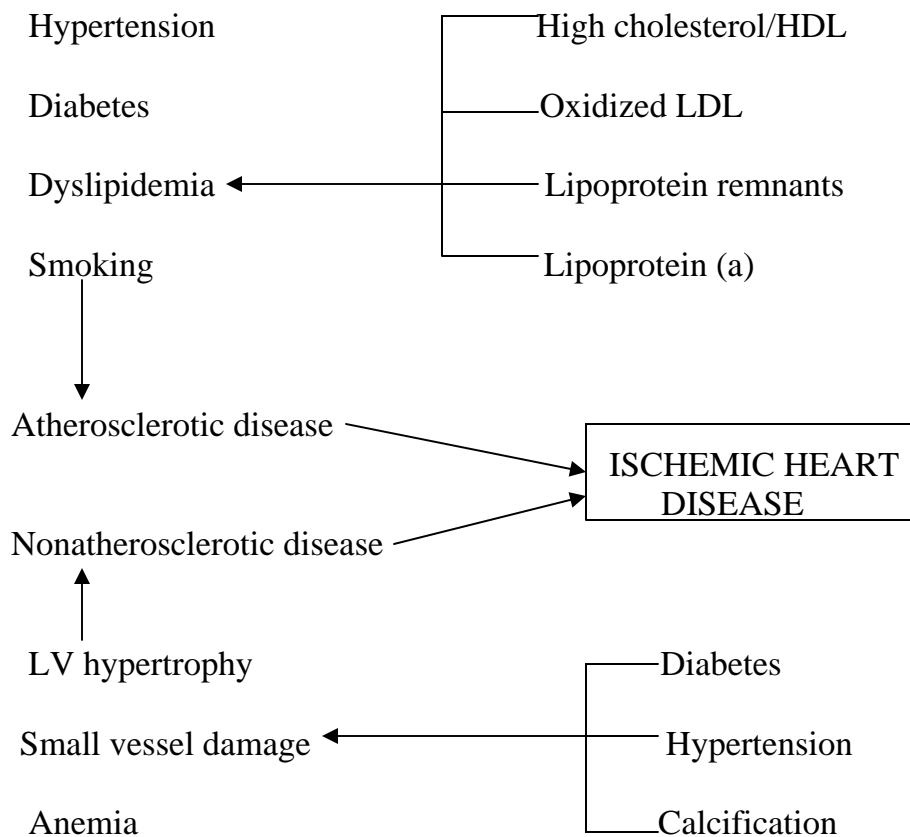 Hypertension
High cholesterol/HDL
Diabetes
Oxidized LDL
Dyslipidemia
Lipoprotein remnants
Smoking
Lipoprotein (a)
Atherosclerotic disease
ISCHEMIC HEART
DISEASE
Nonatherosclerotic disease
LV hypertrophy
Diabetes
Small vessel damage
Hypertension
Anemia
Calcification